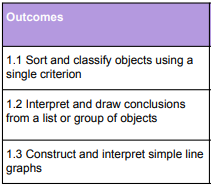 Outcomes
1.1 Sort and classify objects using a
single criterion
1.2 Interpret and draw conclusions
from a list or group of objects
1.3 Construct and interpret simple line
graphs